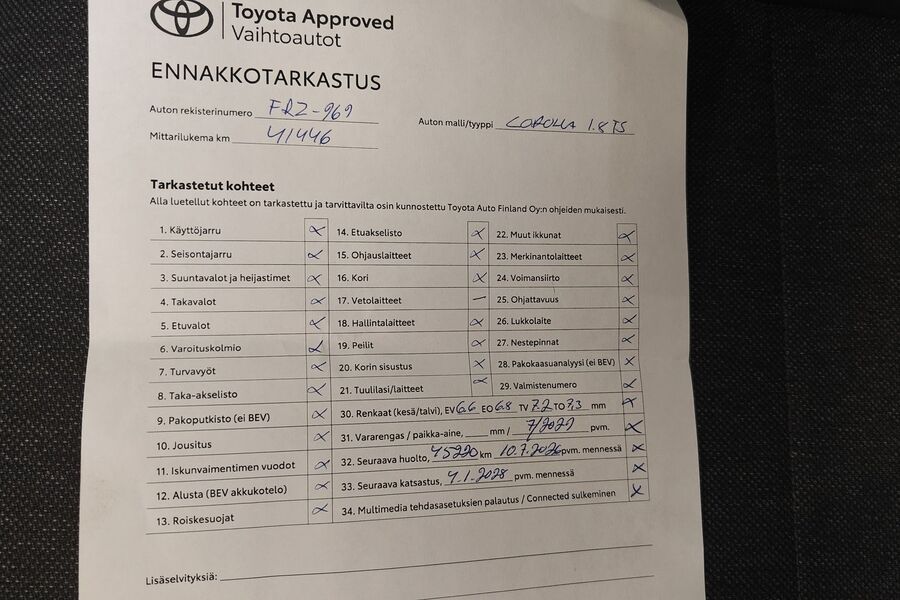 Toyota Approved
Vaihtoautot
ENNAKKOTARKASTUS
Auton rekisterinumero FRZ-969
Auton malli/tyyppi COROLLA 1.8 TS
Mittarilukema km 41446
Tarkastetut kohteet
Alla luetellut kohteet on tarkastettu ja tarvittavilta osin kunnostettu Toyota Auto Finland Oy:n ohjeiden mukaisesti.
1. Käyttöjarru
2. Seisontajarru
3. Suuntavalot ja heijastimet
4. Takavalot
5. Etuvalot
6. Varoituskolmio
7. Turvavyöt
8. Taka-akselisto
9. Pakoputkisto (ei BEV)
10. Jousitus
11. Iskunvaimentimien vuodot
12. Alusta (BEV akkukotelo)
13. Roiskesuojat
14. Etuakselisto
15. Ohjauslaitteet
16. Kori
17. Vetolaitteet —
18. Hallintalaitteet
19. Peilit
20. Korin sisustus
21. Tuulilasi/laitteet
22. Muut ikkunat
23. Merkinantolaitteet
24. Voimansiirto
25. Ohjattavuus
26. Lukkolaite
27. Nestepinnat
28. Pakokaasuanalyysi (ei BEV)
29. Valmistenumero
30. Renkaat (kesä/talvi), EV 6.6 EO 6.8 TV 7.2 TO 7.3 mm
31. Vararengas / paikka-aine, mm / pvm.
32. Seuraava huolto, 45220 km 10.7.2026 pvm. mennessä
33. Seuraava katsastus, 4.1.2028 pvm. mennessä
34. Multimedia tehdasasetuksien palautus / Connected sulkeminen
Lisäselvityksiä: